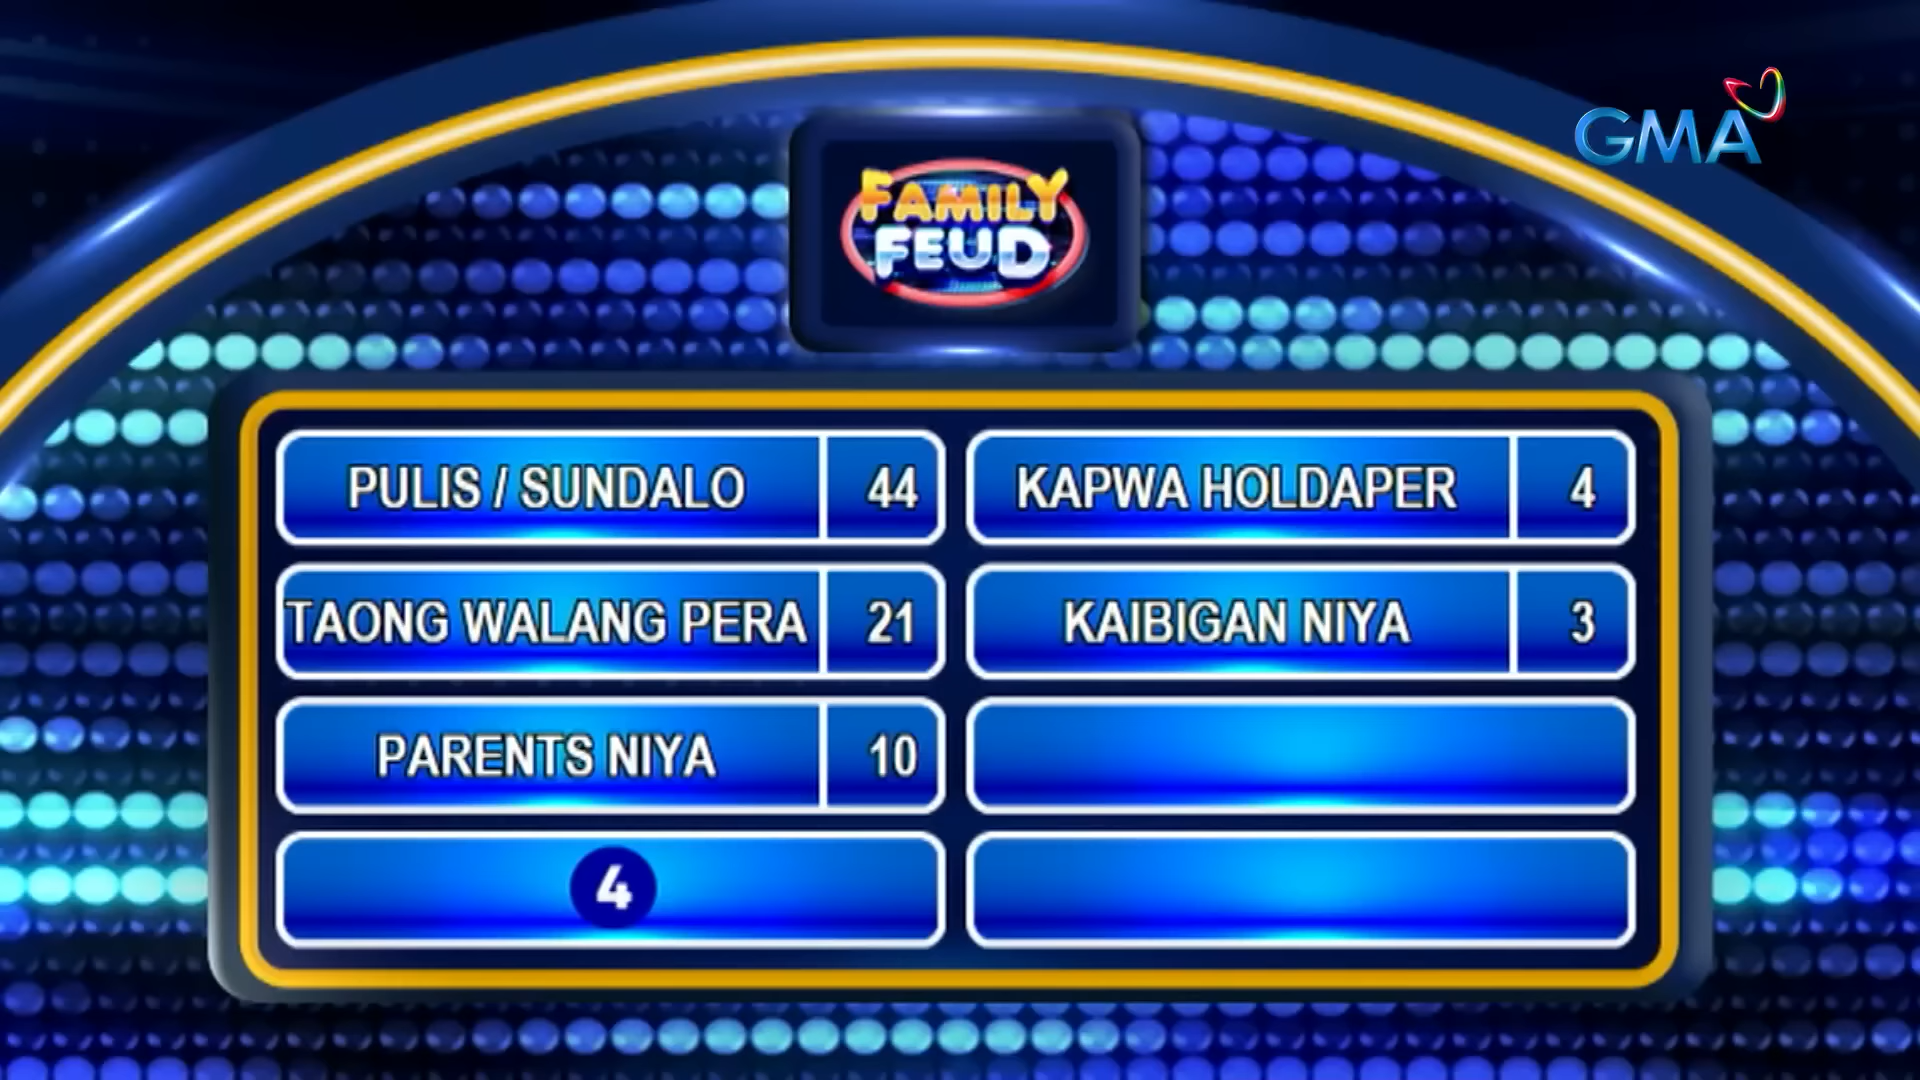 GMA
FAMILY
FEUD
PULIS / SUNDALO 44
TAONG WALANG PERA 21
PARENTS NIYA 10
4
KAPWA HOLDAPER 4
KAIBIGAN NIYA 3